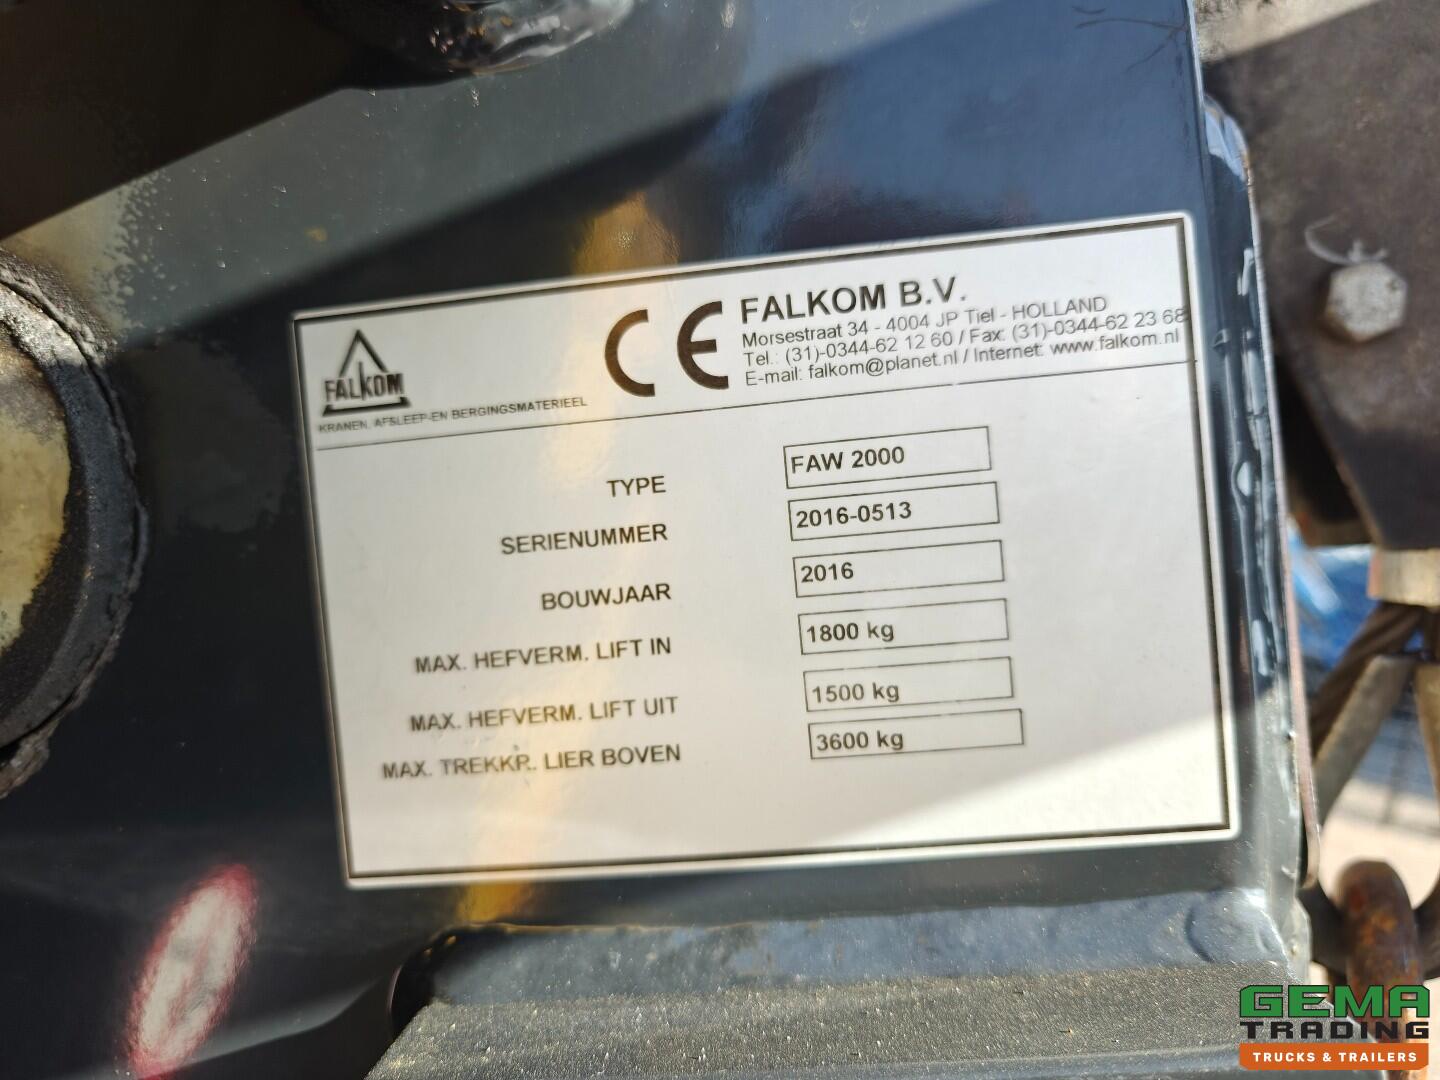 FALKOM
KRANEN, AFSLEEP-EN BERGINGSMATERIEEL
CE
FALKOM B.V.
Morsestraat 34 - 4004 JP Tiel - HOLLAND
Tel.: (31)-0344-62 12 60 / Fax: (31)-0344-62 23 68
E-mail: falkom@planet.nl / Internet: www.falkom.nl
TYPE FAW 2000
SERIENUMMER 2016-0513
BOUWJAAR 2016
MAX. HEFVERM. LIFT IN 1800 kg
MAX. HEFVERM. LIFT UIT 1500 kg
MAX. TREKKR. LIER BOVEN 3600 kg
GEMA
TRADING
TRUCKS & TRAILERS